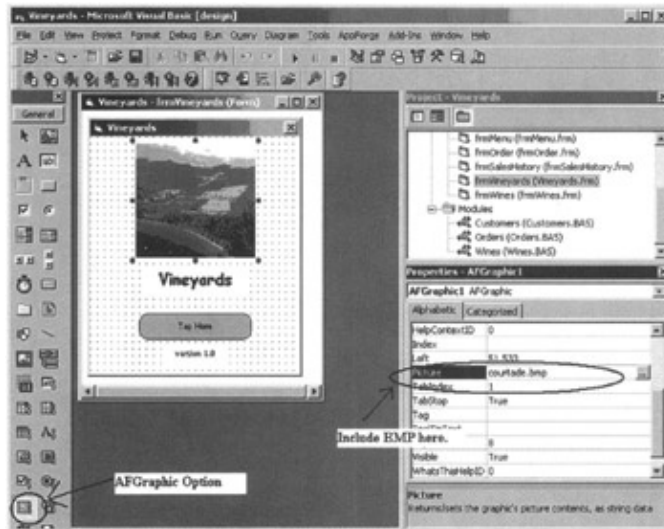 Vineyards - Microsoft Visual Basic [design]
File Edit View Project Format Debug Run Query Diagram Tools AppForge Add-Ins Window Help
General
Vineyards - frmVineyards (Form)
Vineyards
Vineyards
Tap Here
version 1.0
Project - Vineyards
frmMenu (frmMenu.frm)
frmOrder (frmOrder.frm)
frmSalesHistory (frmSalesHistory.frm)
frmVineyards (Vineyards.frm)
frmWines (frmWines.frm)
Modules
Customers (Customers.BAS)
Orders (Orders.BAS)
Wines (Wines.BAS)
Properties - AFGraphic1
AFGraphic1 AFGraphic
Alphabetic Categorized
HelpContextID 0
Index
Left 51.533
Picture courtade.bmp
TabIndex 1
TabStop True
Tag
ToolTipText
8
Visible True
WhatsThisHelpID 0
Include BMP here.
AFGraphic Option
Picture
Returns/sets the graphic's picture contents, as string data